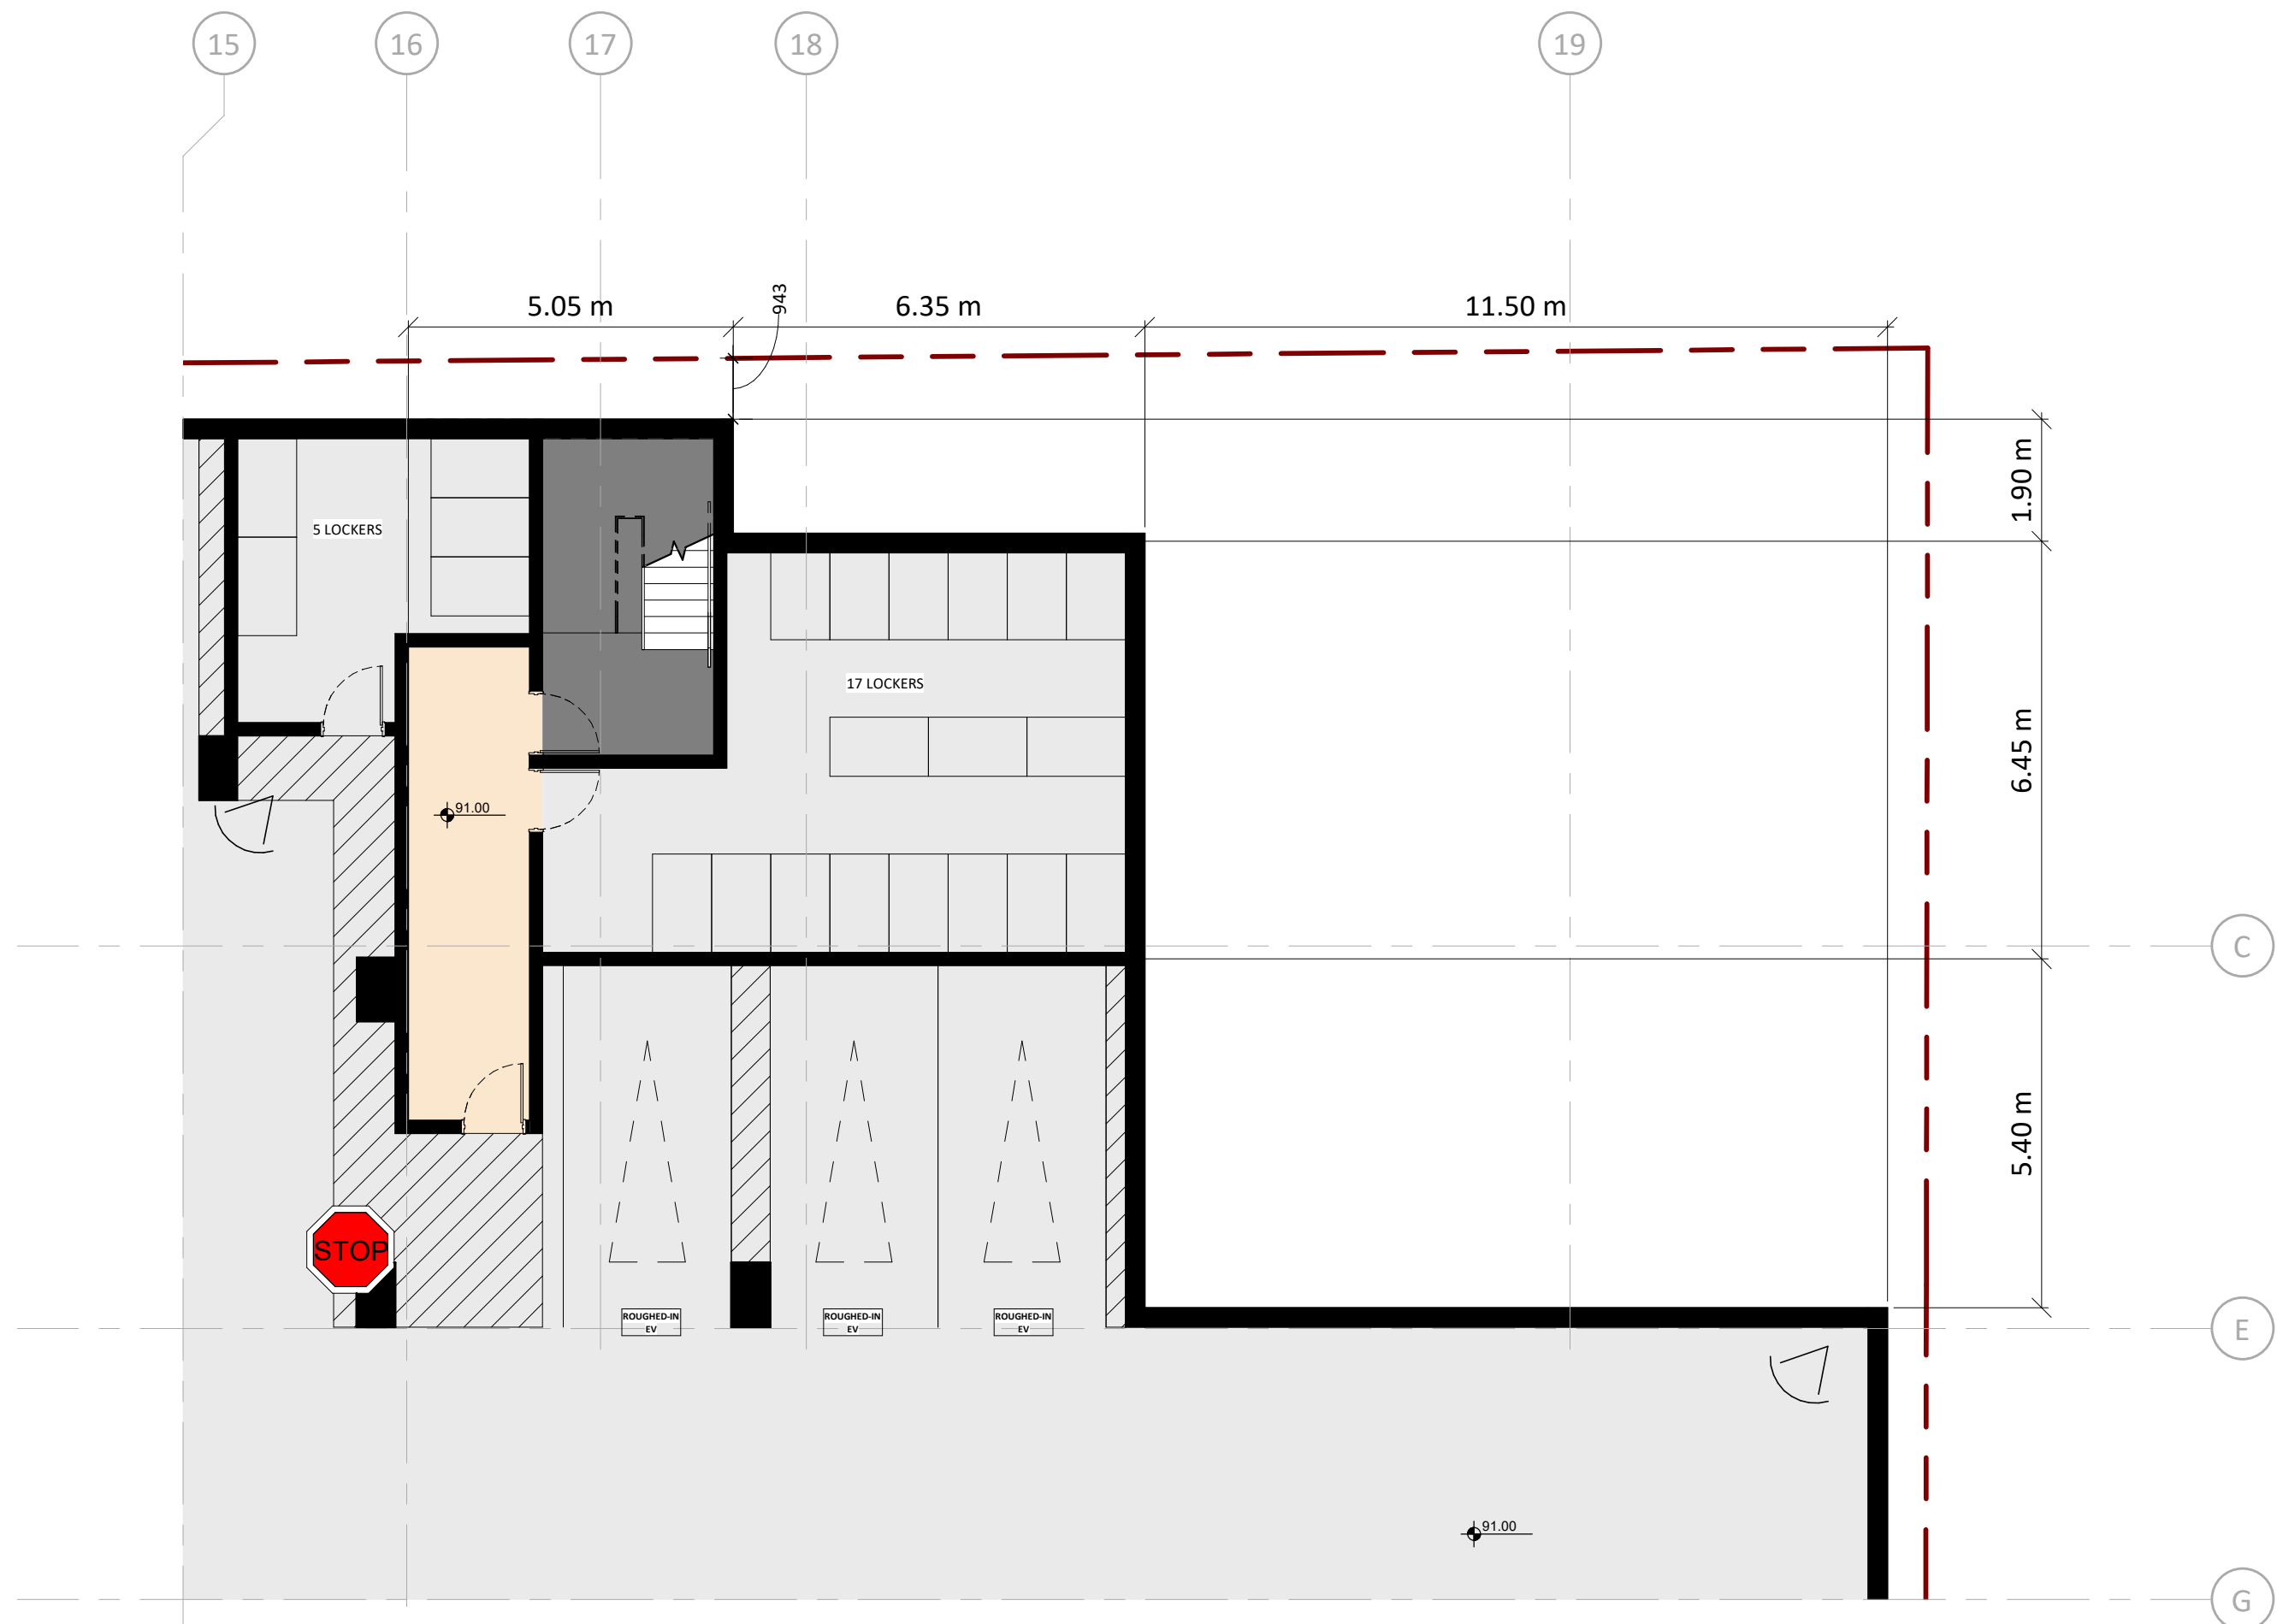 15
16
17
18
19
5.05 m
943
6.35 m
11.50 m
1.90 m
5 LOCKERS
17 LOCKERS
6.45 m
91.00
C
5.40 m
STOP
ROUGHED-IN
EV
ROUGHED-IN
EV
ROUGHED-IN
EV
E
91.00
G